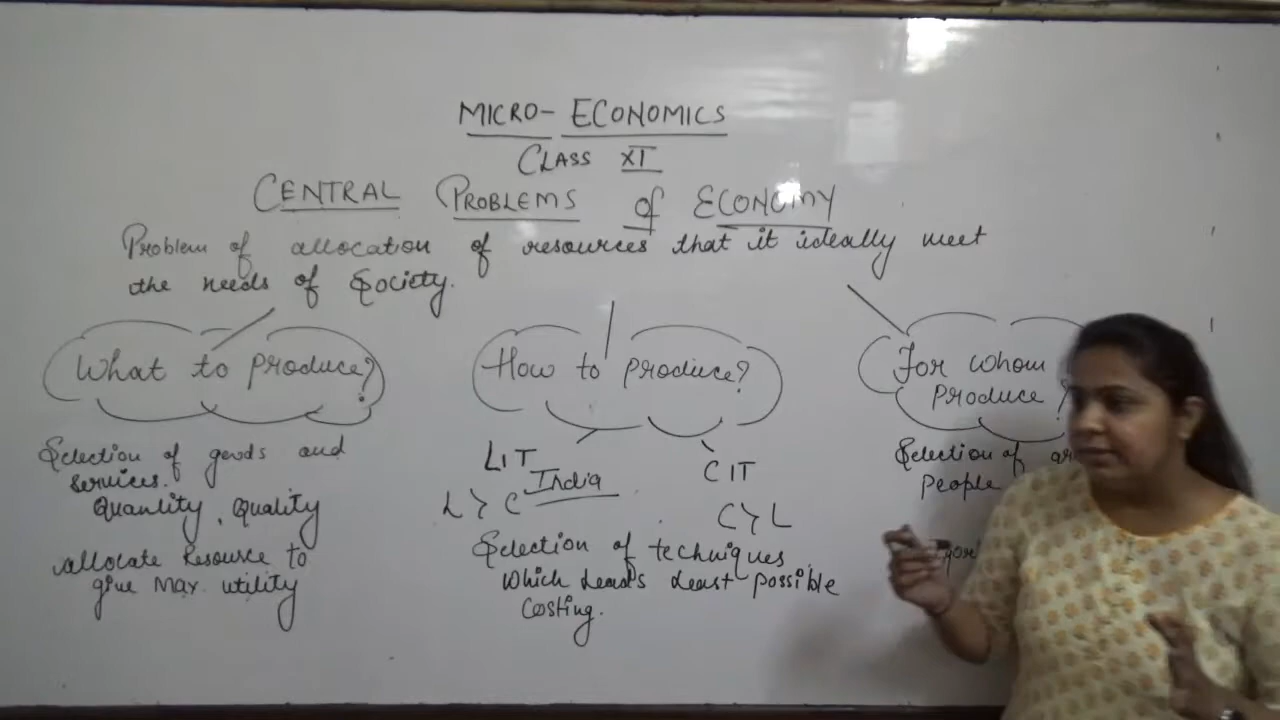 MICRO- ECONOMICS
CLASS XI
CENTRAL PROBLEMS of ECONOMY
Problem of allocation of resources that it ideally meet
the needs of Society.
What to produce?
Selection of goods and
services.
Quantity, Quality
allocate Resource to
give Max. utility
How to produce?
LIT
India
L > C
CIT
C > L
Selection of techniques
which leads least possible
costing.
For whom
Produce ?
Selection of
People